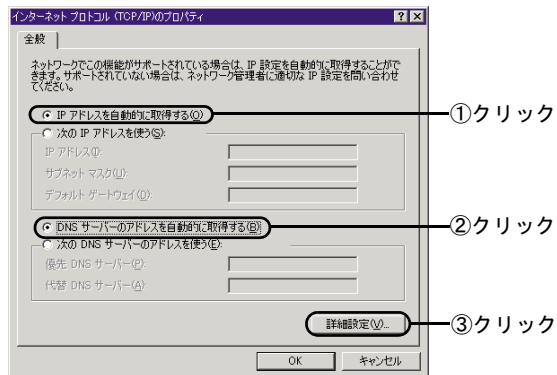 インターネット プロトコル (TCP/IP)のプロパティ
全般
ネットワークでこの機能がサポートされている場合は、IP 設定を自動的に取得することがで
きます。サポートされていない場合は、ネットワーク管理者に適切な IP 設定を問い合わせ
てください。
IP アドレスを自動的に取得する(O)
①クリック
次の IP アドレスを使う(S):
IP アドレス(I):
サブネット マスク(U):
デフォルト ゲートウェイ(D):
DNS サーバーのアドレスを自動的に取得する(B)
②クリック
次の DNS サーバーのアドレスを使う(E):
優先 DNS サーバー(P):
代替 DNS サーバー(A):
詳細設定(V)...
③クリック
OK
キャンセル